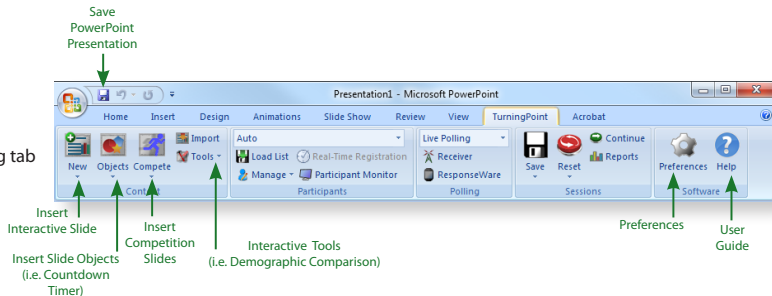 Save
PowerPoint
Presentation
Presentation1 - Microsoft PowerPoint
Home Insert Design Animations Slide Show Review View TurningPoint Acrobat
New Objects Compete
Import
Tools
Content
Auto
Load List Real-Time Registration
Manage Participant Monitor
Participants
Live Polling
Receiver
ResponseWare
Polling
Save Reset
Continue
Reports
Sessions
Preferences Help
Software
g tab
Insert
Interactive Slide
Insert Slide Objects
(i.e. Countdown
Timer)
Insert
Competition
Slides
Interactive Tools
(i.e. Demographic Comparison)
Preferences
User
Guide